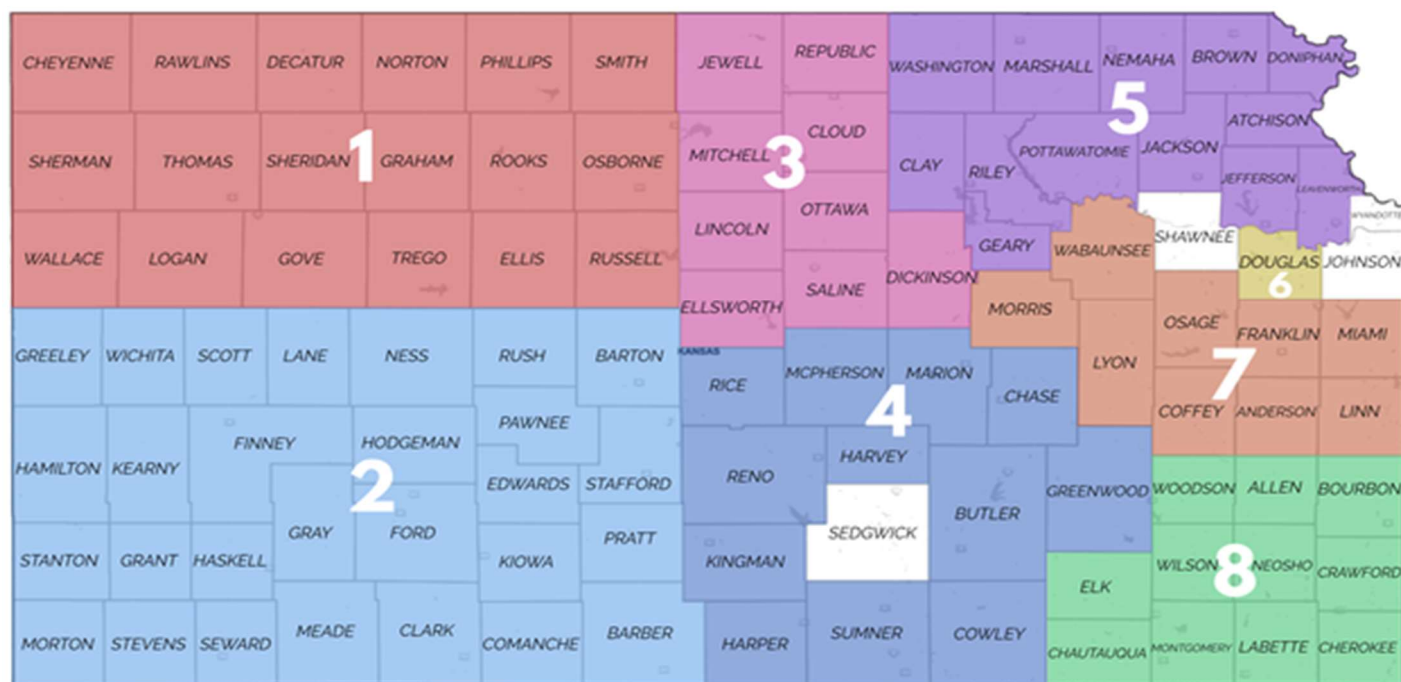 CHEYENNE RAWLINS DECATUR NORTON PHILLIPS SMITH JEWELL REPUBLIC WASHINGTON MARSHALL NEMAHA BROWN DONIPHAN
5
ATCHISON
SHERMAN THOMAS SHERIDAN 1 GRAHAM ROOKS OSBORNE MITCHELL 3 CLOUD CLAY RILEY POTTAWATOMIE JACKSON
JEFFERSON LEAVENWORTH
LINCOLN OTTAWA WYANDOTTE
WALLACE LOGAN GOVE TREGO ELLIS RUSSELL GEARY WABAUNSEE SHAWNEE DOUGLAS JOHNSON
6
ELLSWORTH SALINE DICKINSON MORRIS
KANSAS
OSAGE FRANKLIN MIAMI
GREELEY WICHITA SCOTT LANE NESS RUSH BARTON RICE MCPHERSON MARION CHASE LYON 7
4
COFFEY ANDERSON LINN
PAWNEE
FINNEY HODGEMAN
HAMILTON KEARNY 2 EDWARDS STAFFORD RENO HARVEY GREENWOOD WOODSON ALLEN BOURBON
BUTLER
GRAY FORD PRATT SEDGWICK
STANTON GRANT HASKELL KIOWA KINGMAN ELK WILSON 8 NEOSHO CRAWFORD
MORTON STEVENS SEWARD MEADE CLARK COMANCHE BARBER HARPER SUMNER COWLEY CHAUTAUQUA MONTGOMERY LABETTE CHEROKEE